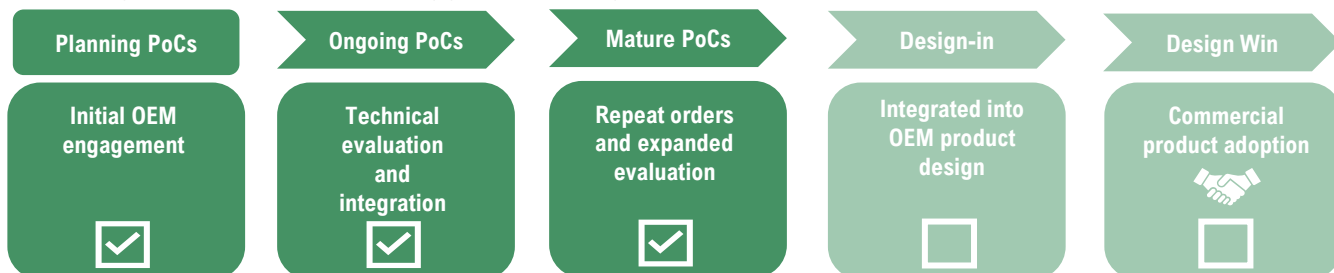 Planning PoCs
Ongoing PoCs
Mature PoCs
Design-in
Design Win
Initial OEM
engagement
Technical
evaluation
and
integration
Repeat orders
and expanded
evaluation
Integrated into
OEM product
design
Commercial
product adoption